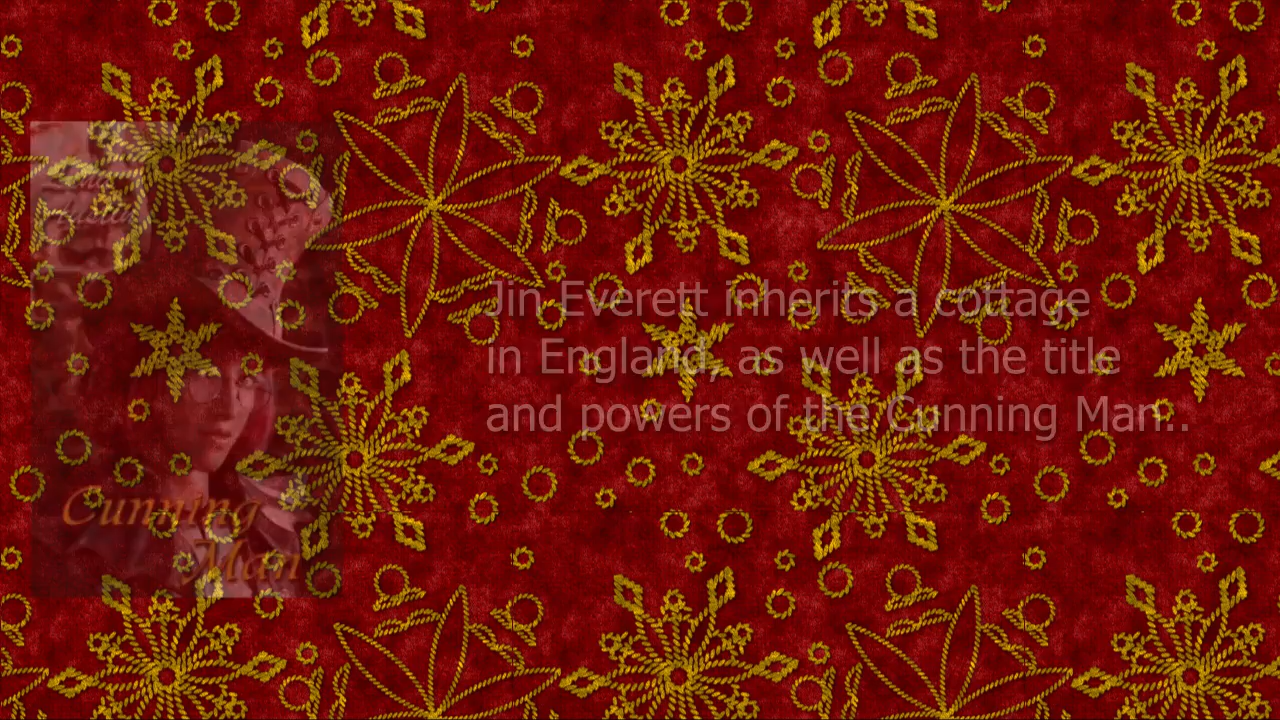 Cunning
Man
Jin Everett inherits a cottage
in England, as well as the title
and powers of the Cunning Man..